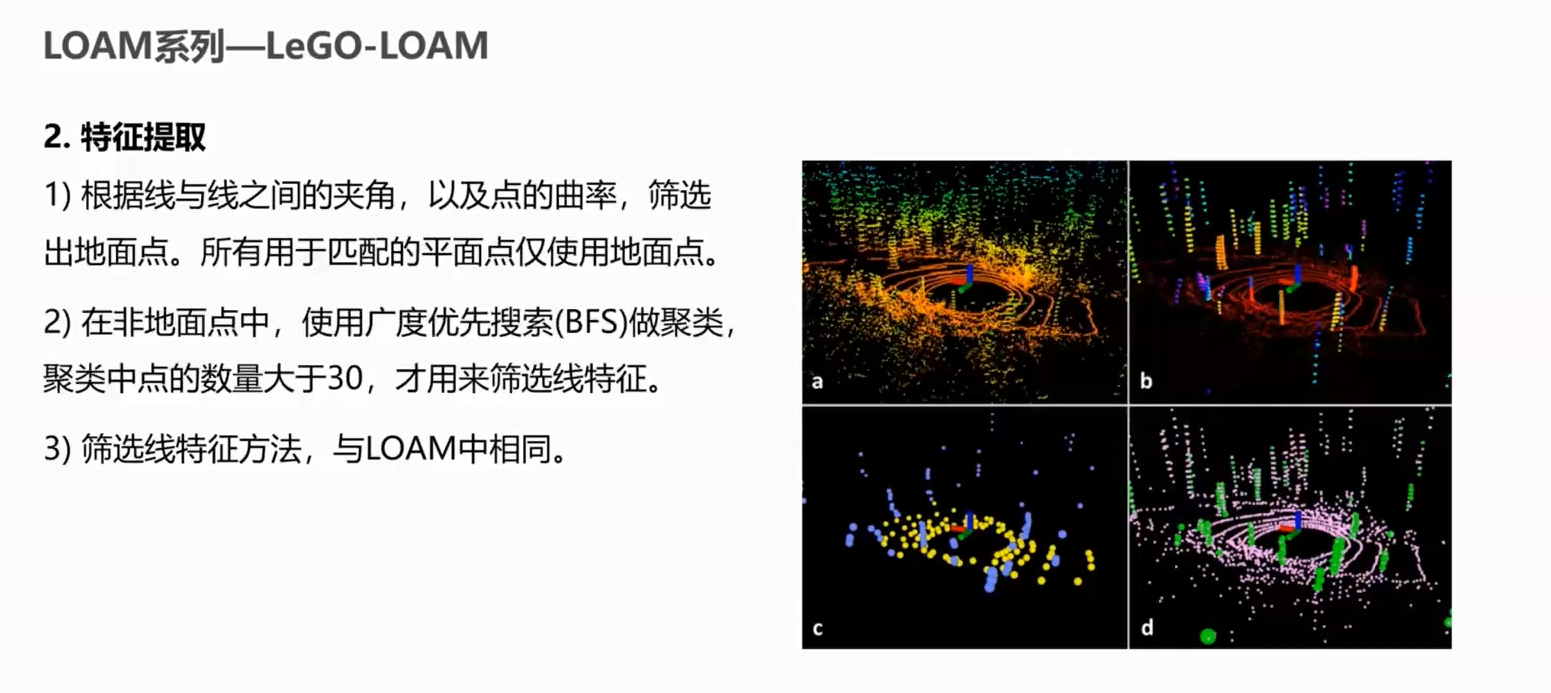 LOAM系列—LeGO-LOAM
2. 特征提取
1) 根据线与线之间的夹角，以及点的曲率，筛选
出地面点。所有用于匹配的平面点仅使用地面点。
2) 在非地面点中，使用广度优先搜索(BFS)做聚类，
聚类中点的数量大于30，才用来筛选线特征。
3) 筛选线特征方法，与LOAM中相同。
a
b
c
d